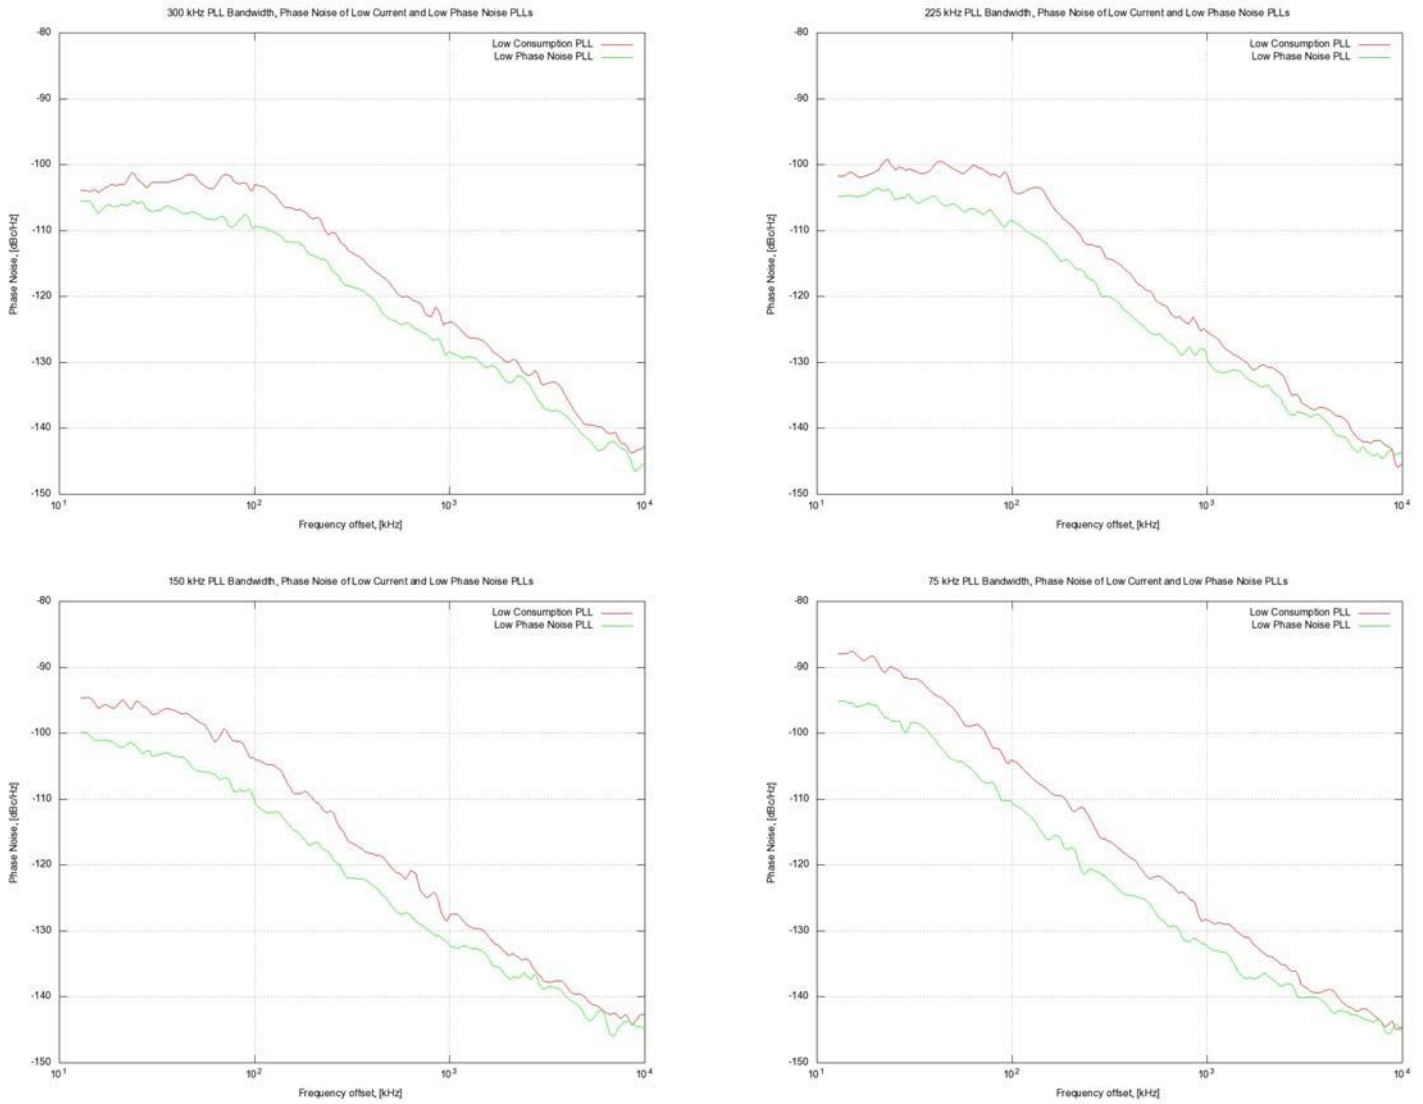 300 kHz PLL Bandwidth, Phase Noise of Low Current and Low Phase Noise PLLs
-80
-90
-100
-110
-120
-130
-140
-150
10^1
10^2
10^3
10^4
Phase Noise, [dBc/Hz]
Frequency offset, [kHz]
Low Consumption PLL
Low Phase Noise PLL
225 kHz PLL Bandwidth, Phase Noise of Low Current and Low Phase Noise PLLs
-80
-90
-100
-110
-120
-130
-140
-150
10^1
10^2
10^3
10^4
Phase Noise, [dBc/Hz]
Frequency offset, [kHz]
Low Consumption PLL
Low Phase Noise PLL
150 kHz PLL Bandwidth, Phase Noise of Low Current and Low Phase Noise PLLs
-80
-90
-100
-110
-120
-130
-140
-150
10^1
10^2
10^3
10^4
Phase Noise, [dBc/Hz]
Frequency offset, [kHz]
Low Consumption PLL
Low Phase Noise PLL
75 kHz PLL Bandwidth, Phase Noise of Low Current and Low Phase Noise PLLs
-80
-90
-100
-110
-120
-130
-140
-150
10^1
10^2
10^3
10^4
Phase Noise, [dBc/Hz]
Frequency offset, [kHz]
Low Consumption PLL
Low Phase Noise PLL